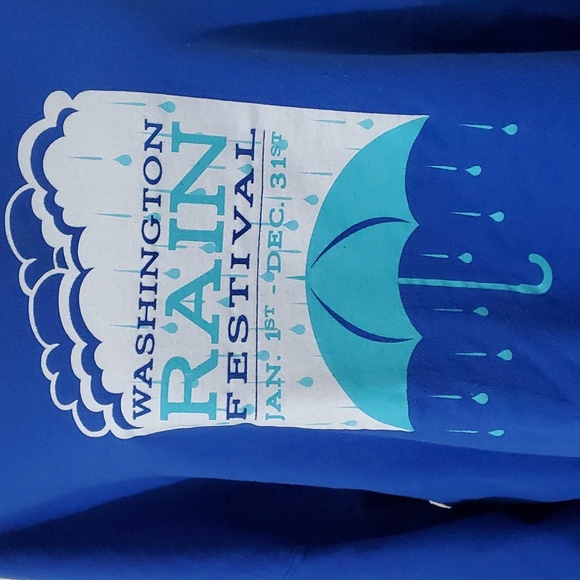 WASHINGTON
RAIN
FESTIVAL
JAN. 1ST - DEC. 31ST